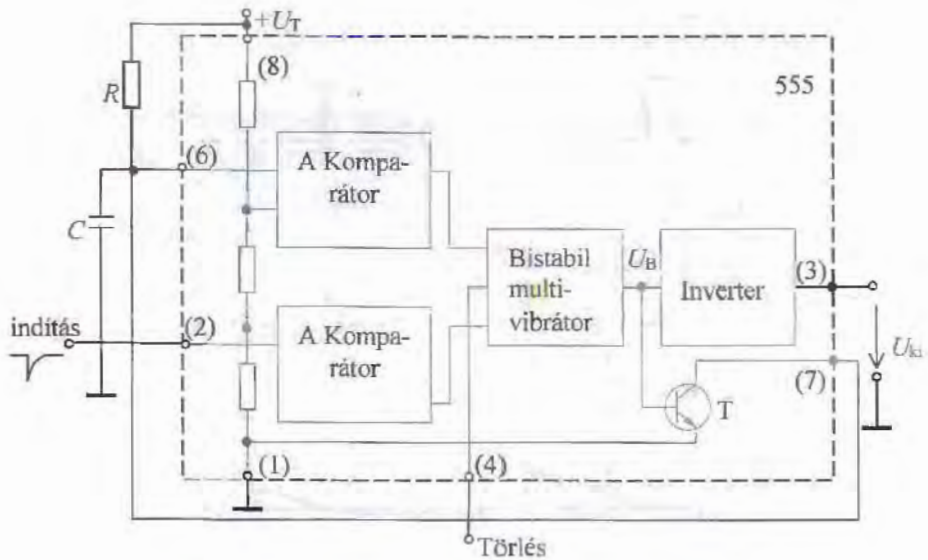 +U_T
(8)
555
R
(6)
A Kompa-
rátor
C
Bistabil
multi-
vibrátor
U_B
Inverter
(3)
indítás
(2)
A Kompa-
rátor
U_ki
(7)
T
(1)
(4)
Törlés